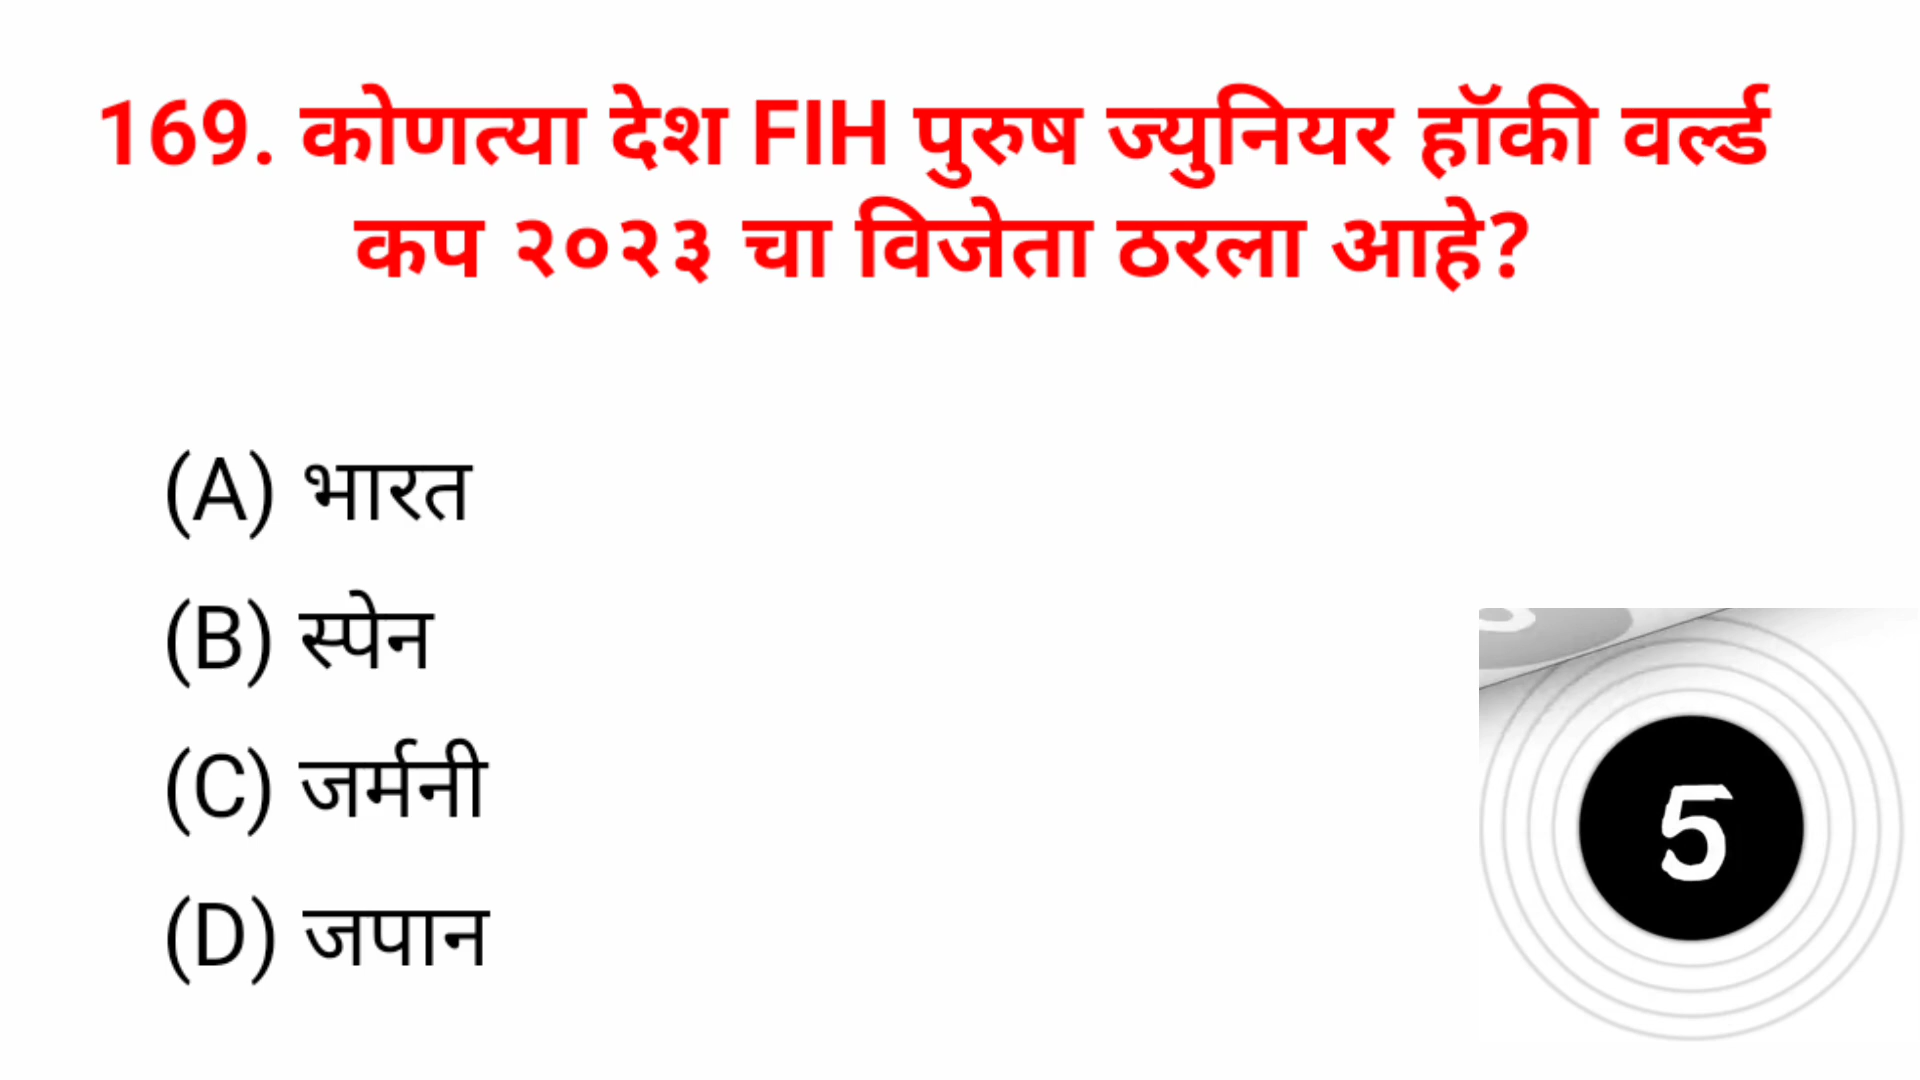 169. कोणत्या देश FIH पुरुष ज्युनियर हॉकी वर्ल्ड
कप २०२३ चा विजेता ठरला आहे?
(A) भारत
(B) स्पेन
(C) जर्मनी
(D) जपान
5